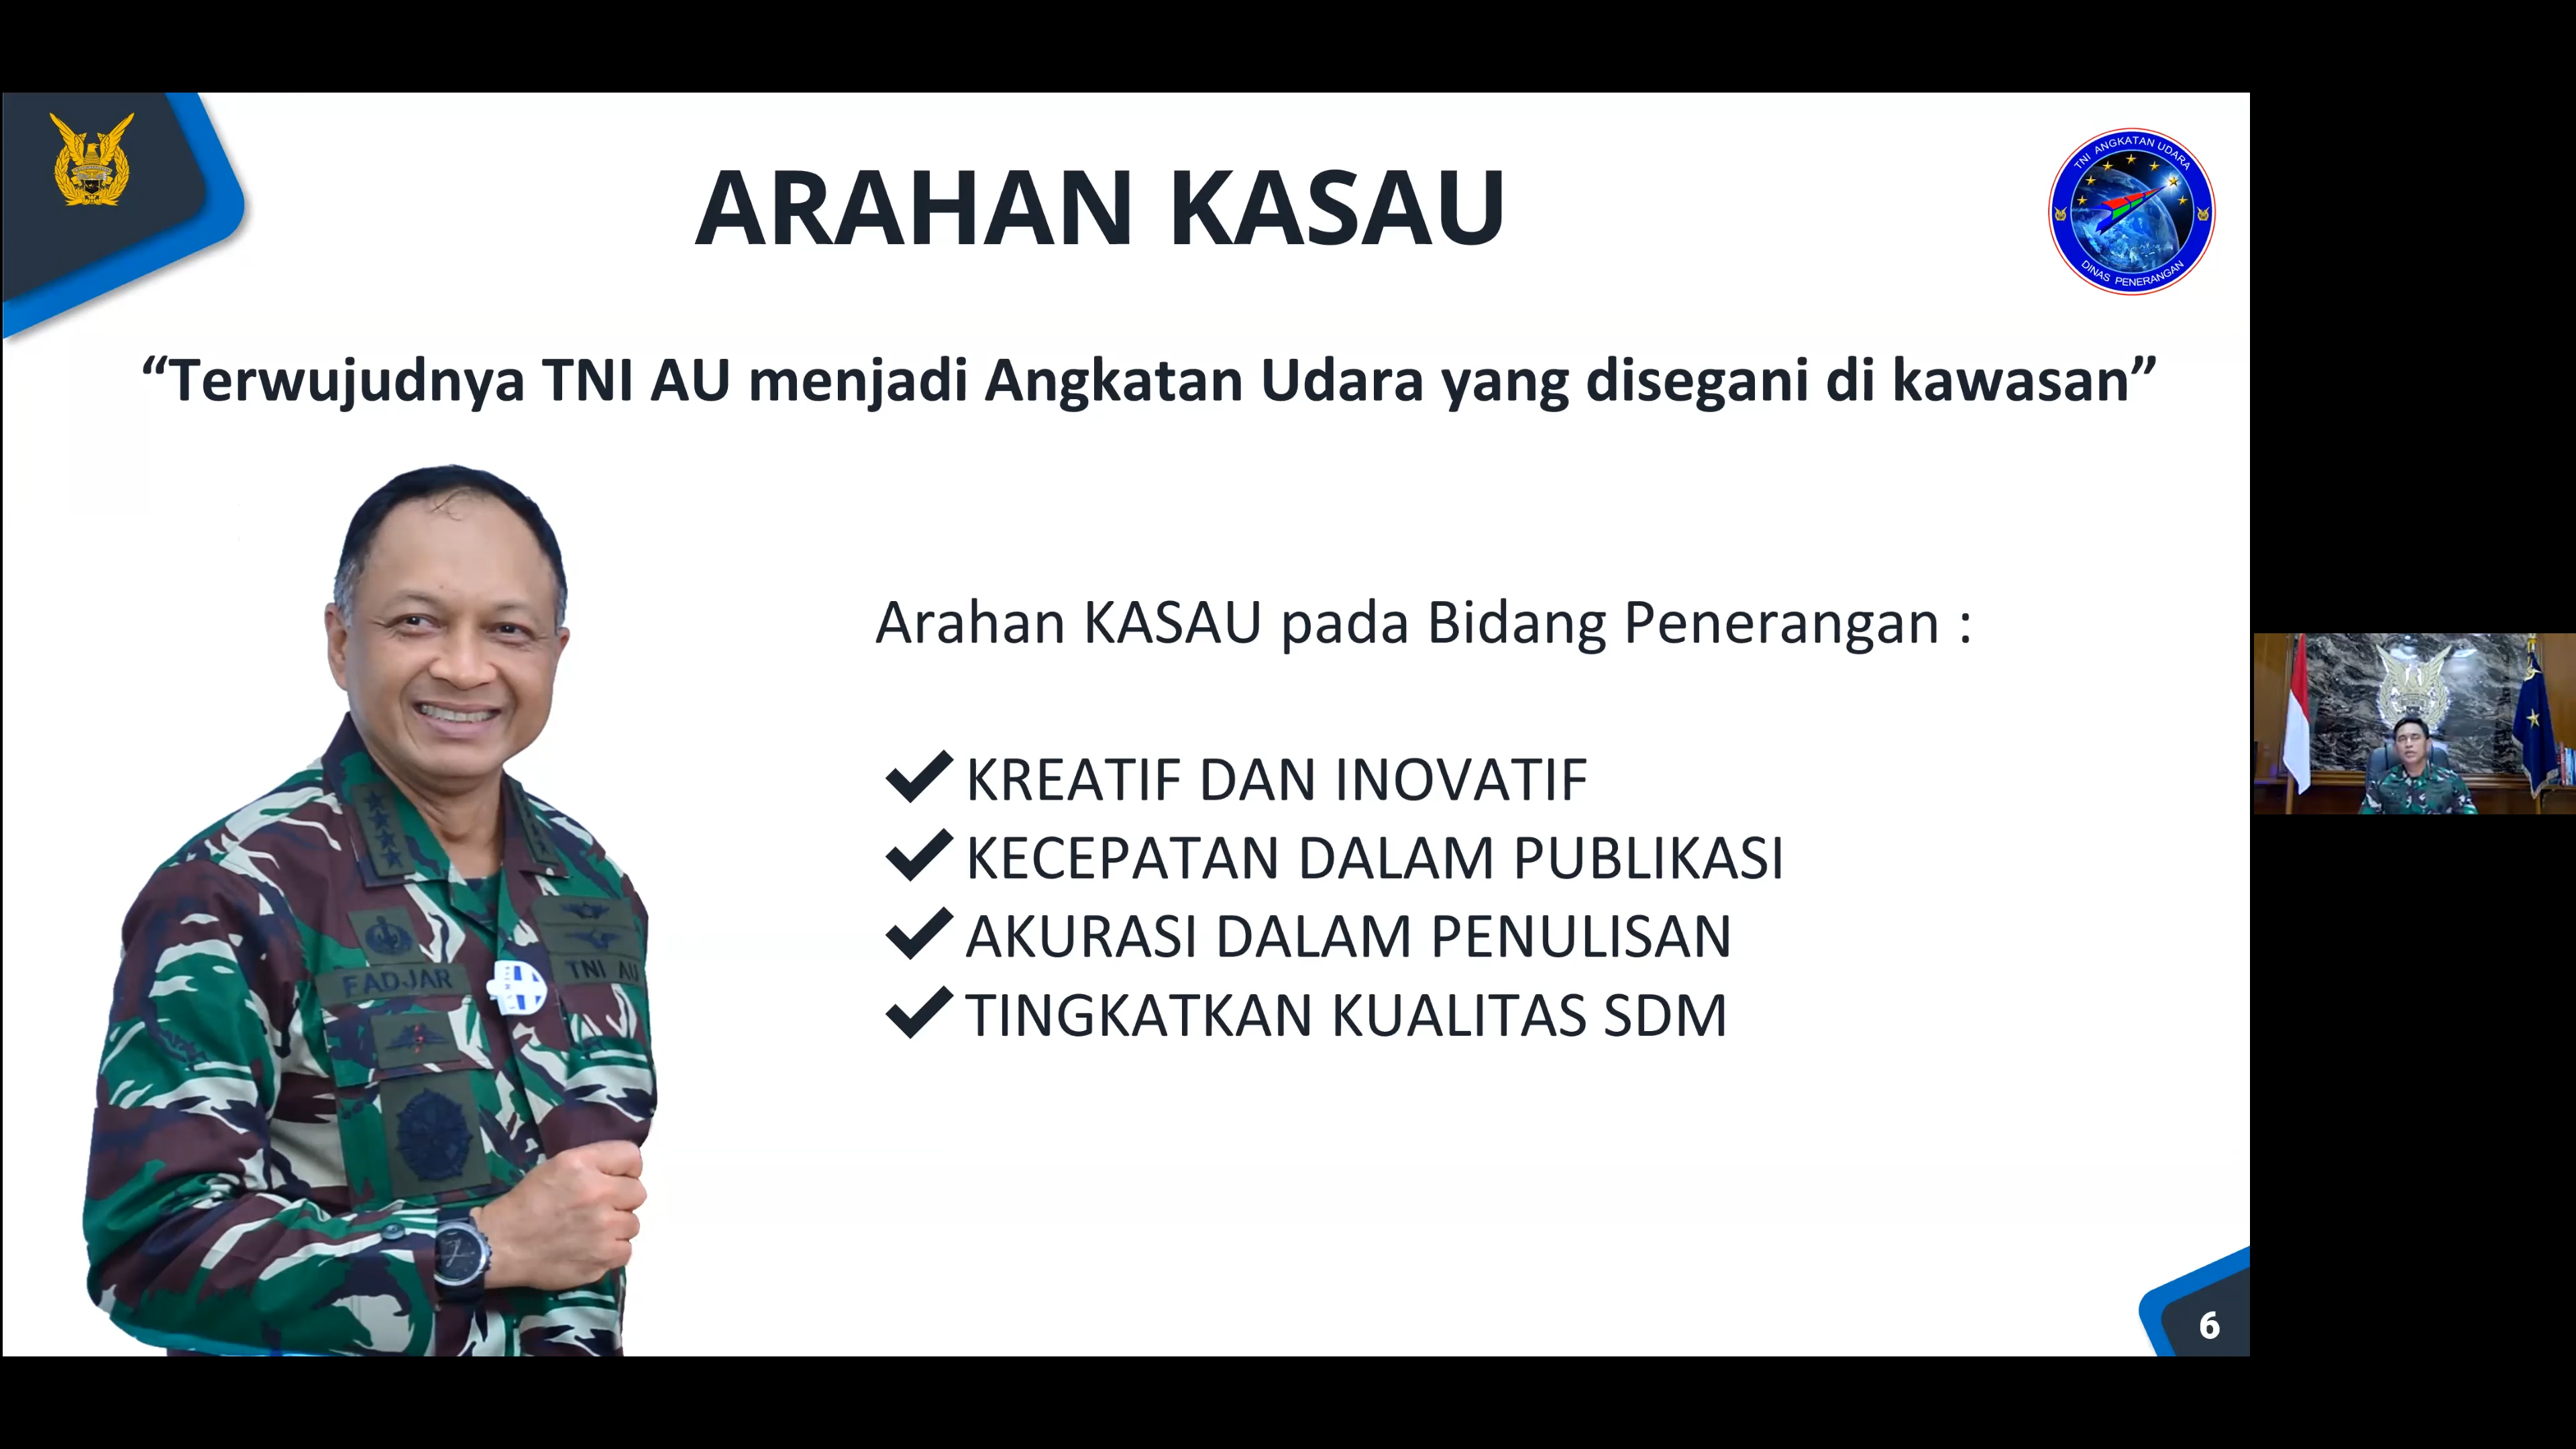 TNI ANGKATAN UDARA
DINAS PENERANGAN
ARAHAN KASAU
“Terwujudnya TNI AU menjadi Angkatan Udara yang disegani di kawasan”
Arahan KASAU pada Bidang Penerangan :
KREATIF DAN INOVATIF
KECEPATAN DALAM PUBLIKASI
AKURASI DALAM PENULISAN
TINGKATKAN KUALITAS SDM
FADJAR
TNI AU
6